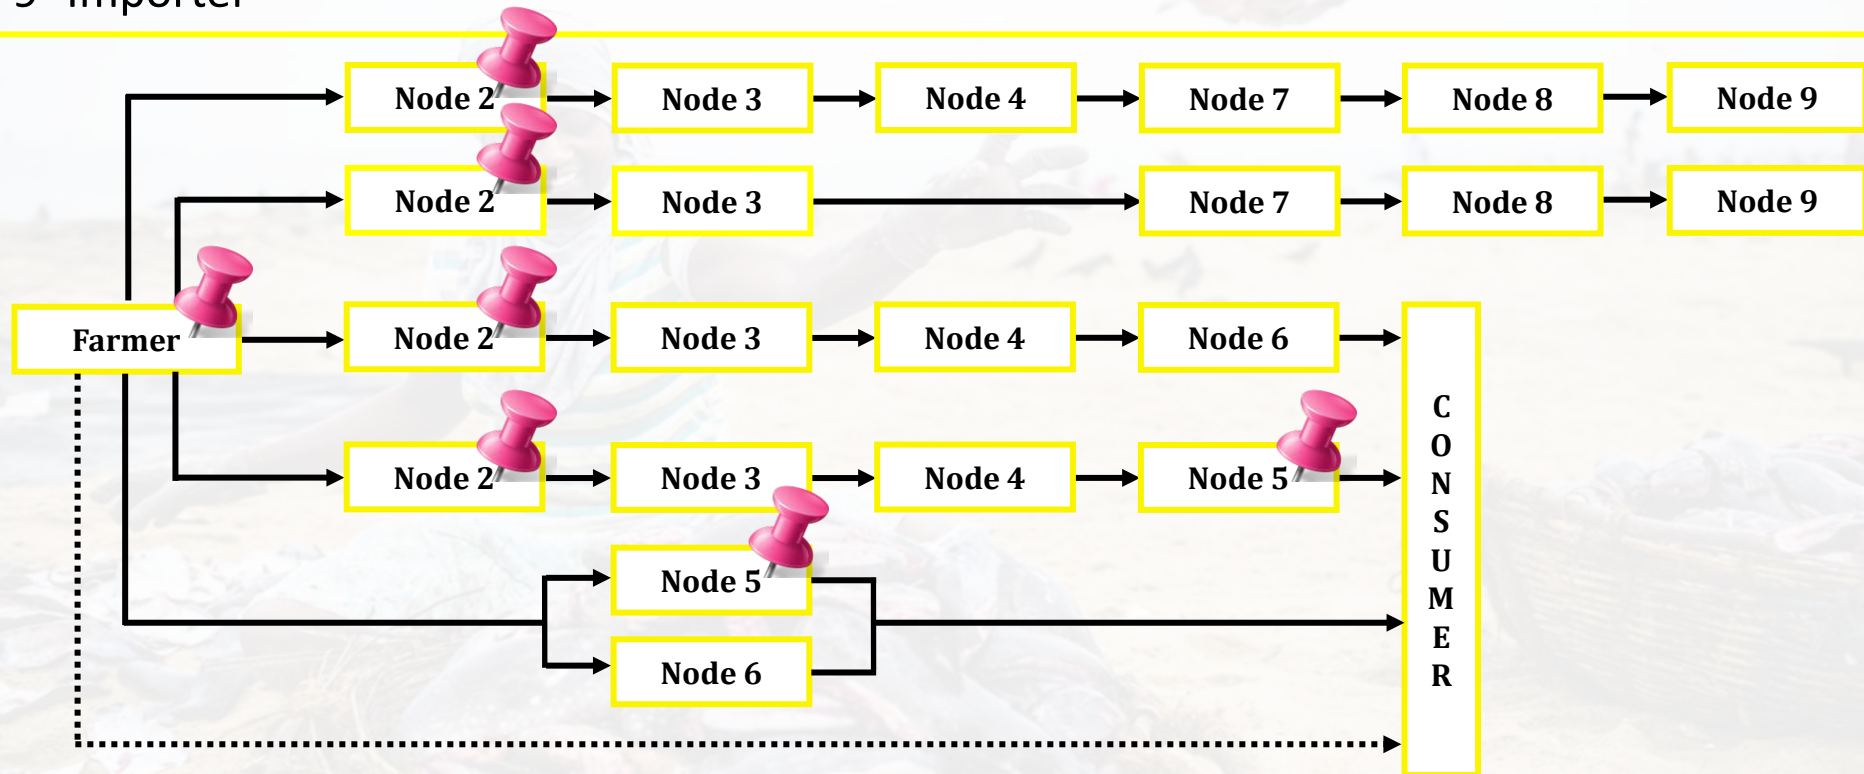 9 Importer
Node 2 Node 3 Node 4 Node 7 Node 8 Node 9
Node 2 Node 3 Node 7 Node 8 Node 9
Farmer Node 2 Node 3 Node 4 Node 6
Node 2 Node 3 Node 4 Node 5
Node 5
Node 6
C
O
N
S
U
M
E
R